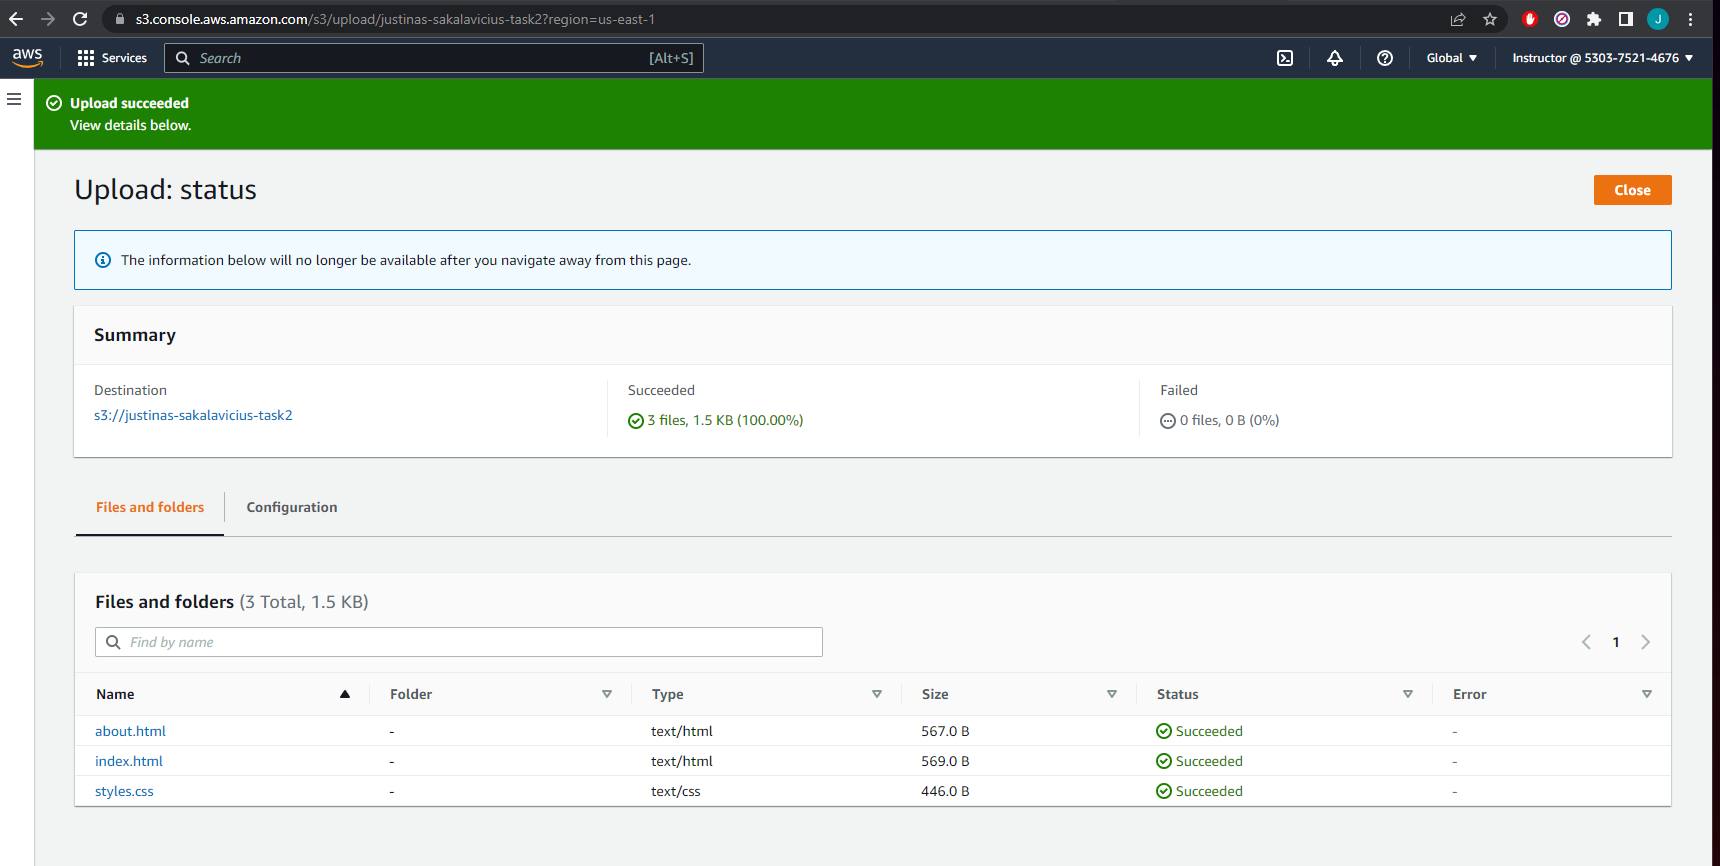 s3.console.aws.amazon.com/s3/upload/justinas-sakalavicius-task2?region=us-east-1
J
aws Services Search [Alt+S] Global Instructor @ 5303-7521-4676
Upload succeeded
View details below.
Upload: status Close
The information below will no longer be available after you navigate away from this page.
Summary
Destination Succeeded Failed
s3://justinas-sakalavicius-task2 3 files, 1.5 KB (100.00%) 0 files, 0 B (0%)
Files and folders Configuration
Files and folders (3 Total, 1.5 KB)
Find by name 1
Name Folder Type Size Status Error
about.html - text/html 567.0 B Succeeded -
index.html - text/html 569.0 B Succeeded -
styles.css - text/css 446.0 B Succeeded -